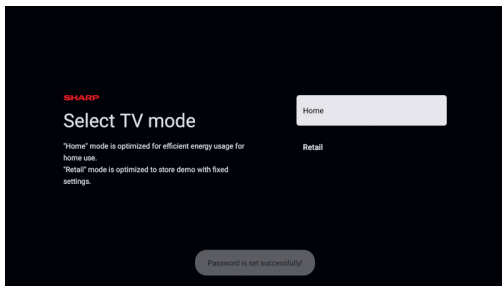 SHARP
Select TV mode
"Home" mode is optimized for efficient energy usage for
home use.
"Retail" mode is optimized to store demo with fixed
settings.
Home
Retail
Password is set successfully!